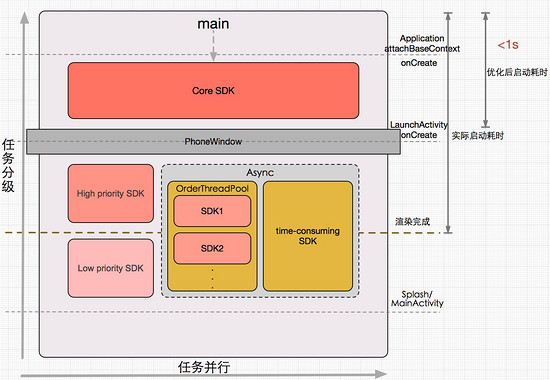 main
Application
attachBaseContext
onCreate
<1s
优化后启动耗时
Core SDK
LaunchActivity
onCreate
实际启动耗时
PhoneWindow
任务分级
Async
High priority SDK
OrderThreadPool
SDK1
SDK2
time-consuming
SDK
渲染完成
Low priority SDK
Splash/
MainActivity
任务并行